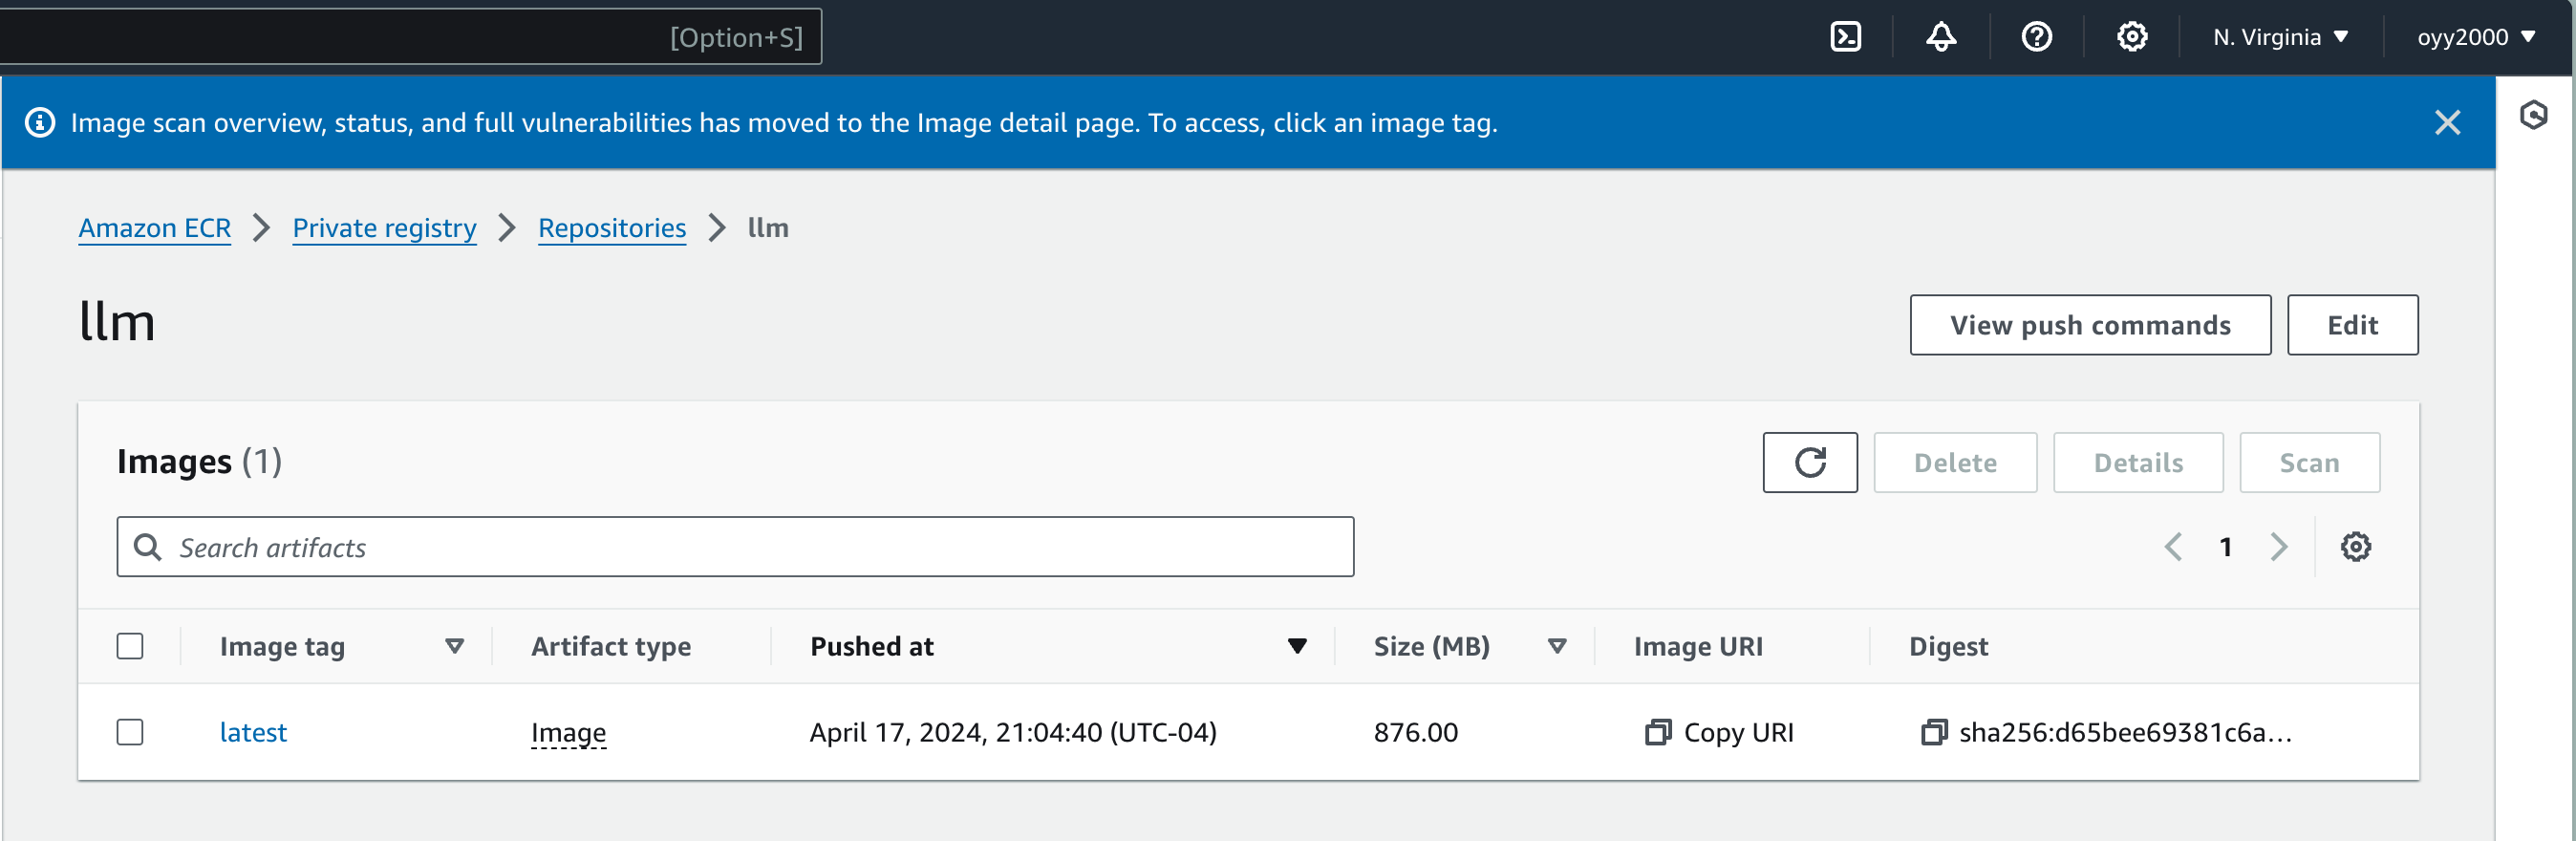 [Option+S]
N. Virginia
oyy2000
Image scan overview, status, and full vulnerabilities has moved to the Image detail page. To access, click an image tag.
Amazon ECR > Private registry > Repositories > llm
llm
View push commands
Edit
Images (1)
Delete
Details
Scan
Search artifacts
1
Image tag
Artifact type
Pushed at
Size (MB)
Image URI
Digest
latest
Image
April 17, 2024, 21:04:40 (UTC-04)
876.00
Copy URI
sha256:d65bee69381c6a...